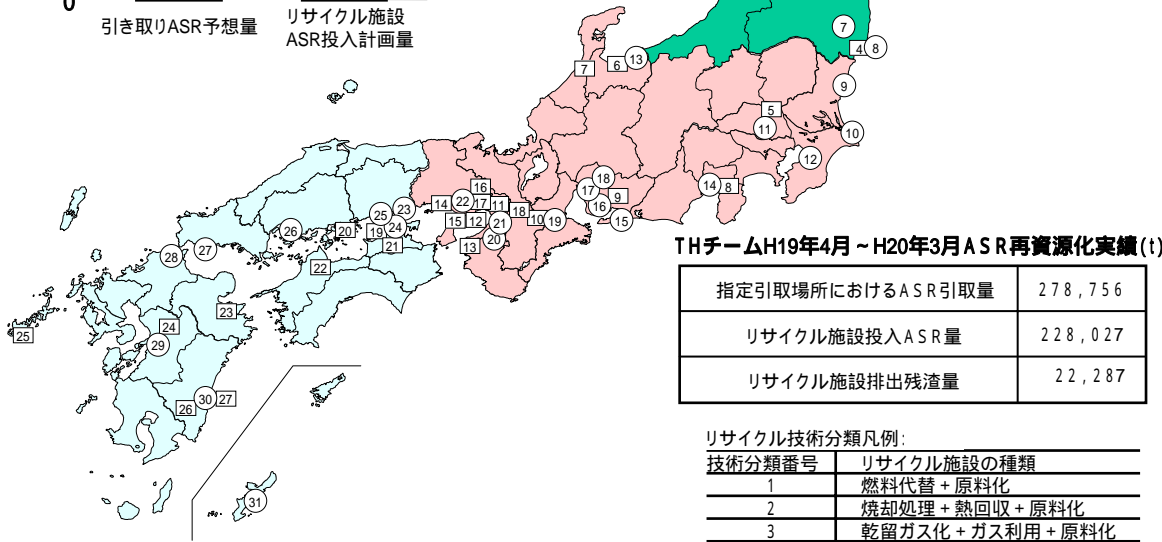 0
引き取りASR予想量
リサイクル施設
ASR投入計画量
7
4 8
6 13
7
9
5
11
10
12
18
17 9
16
14 8
15
16
14 22 17 11
18
15 12 21
10 19
20
13
23
25
24
26 20 19
21
22
28 27
23
24
25
29
30 27
26
31
THチームH19年4月~H20年3月ASR再資源化実績(t)
指定引取場所におけるASR引取量 278,756
リサイクル施設投入ASR量 228,027
リサイクル施設排出残渣量 22,287
リサイクル技術分類凡例:
技術分類番号 リサイクル施設の種類
1 燃料代替+原料化
2 焼却処理+熱回収+原料化
3 乾留ガス化+ガス利用+原料化